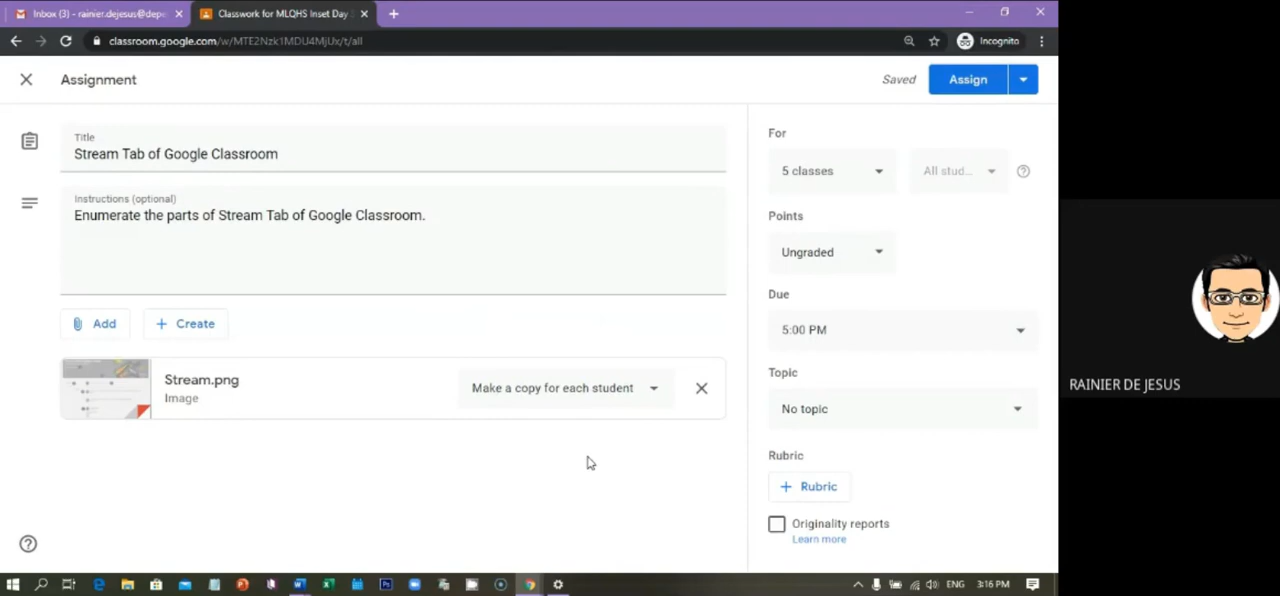 Inbox (3) - rainier.dejesus@depe
Classwork for MLQHS Inset Day
classroom.google.com/w/MTE2Nzk1MDU4MjUx/t/all
Incognito
Assignment
Saved
Assign
Title
Stream Tab of Google Classroom
Instructions (optional)
Enumerate the parts of Stream Tab of Google Classroom.
Add
Create
Stream.png
Image
Make a copy for each student
For
5 classes
All stud...
Points
Ungraded
Due
5:00 PM
Topic
No topic
Rubric
Rubric
Originality reports
Learn more
RAINIER DE JESUS
ENG
3:16 PM